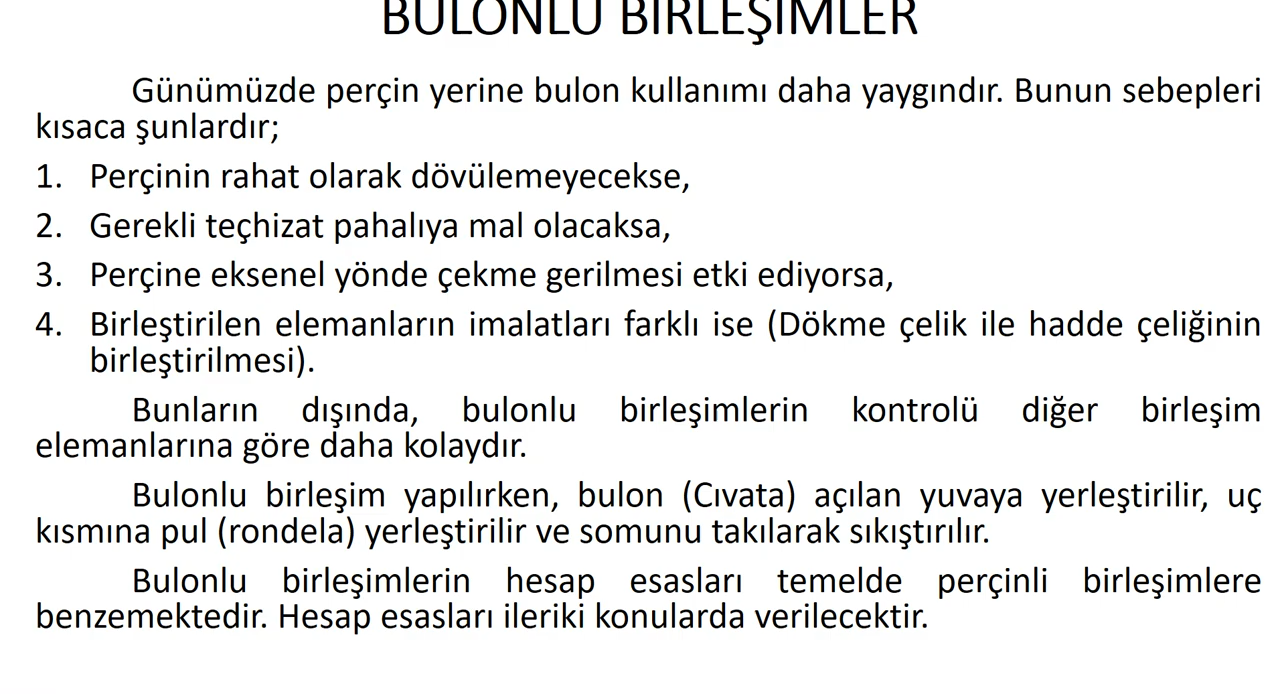 BULONLU BİRLEŞİMLER
Günümüzde perçin yerine bulon kullanımı daha yaygındır. Bunun sebepleri
kısaca şunlardır;
1. Perçinin rahat olarak dövülemeyecekse,
2. Gerekli teçhizat pahalıya mal olacaksa,
3. Perçine eksenel yönde çekme gerilmesi etki ediyorsa,
4. Birleştirilen elemanların imalatları farklı ise (Dökme çelik ile hadde çeliğinin
birleştirilmesi).
Bunların dışında, bulonlu birleşimlerin kontrolü diğer birleşim
elemanlarına göre daha kolaydır.
Bulonlu birleşim yapılırken, bulon (Cıvata) açılan yuvaya yerleştirilir, uç
kısmına pul (rondela) yerleştirilir ve somunu takılarak sıkıştırılır.
Bulonlu birleşimlerin hesap esasları temelde perçinli birleşimlere
benzemektedir. Hesap esasları ileriki konularda verilecektir.